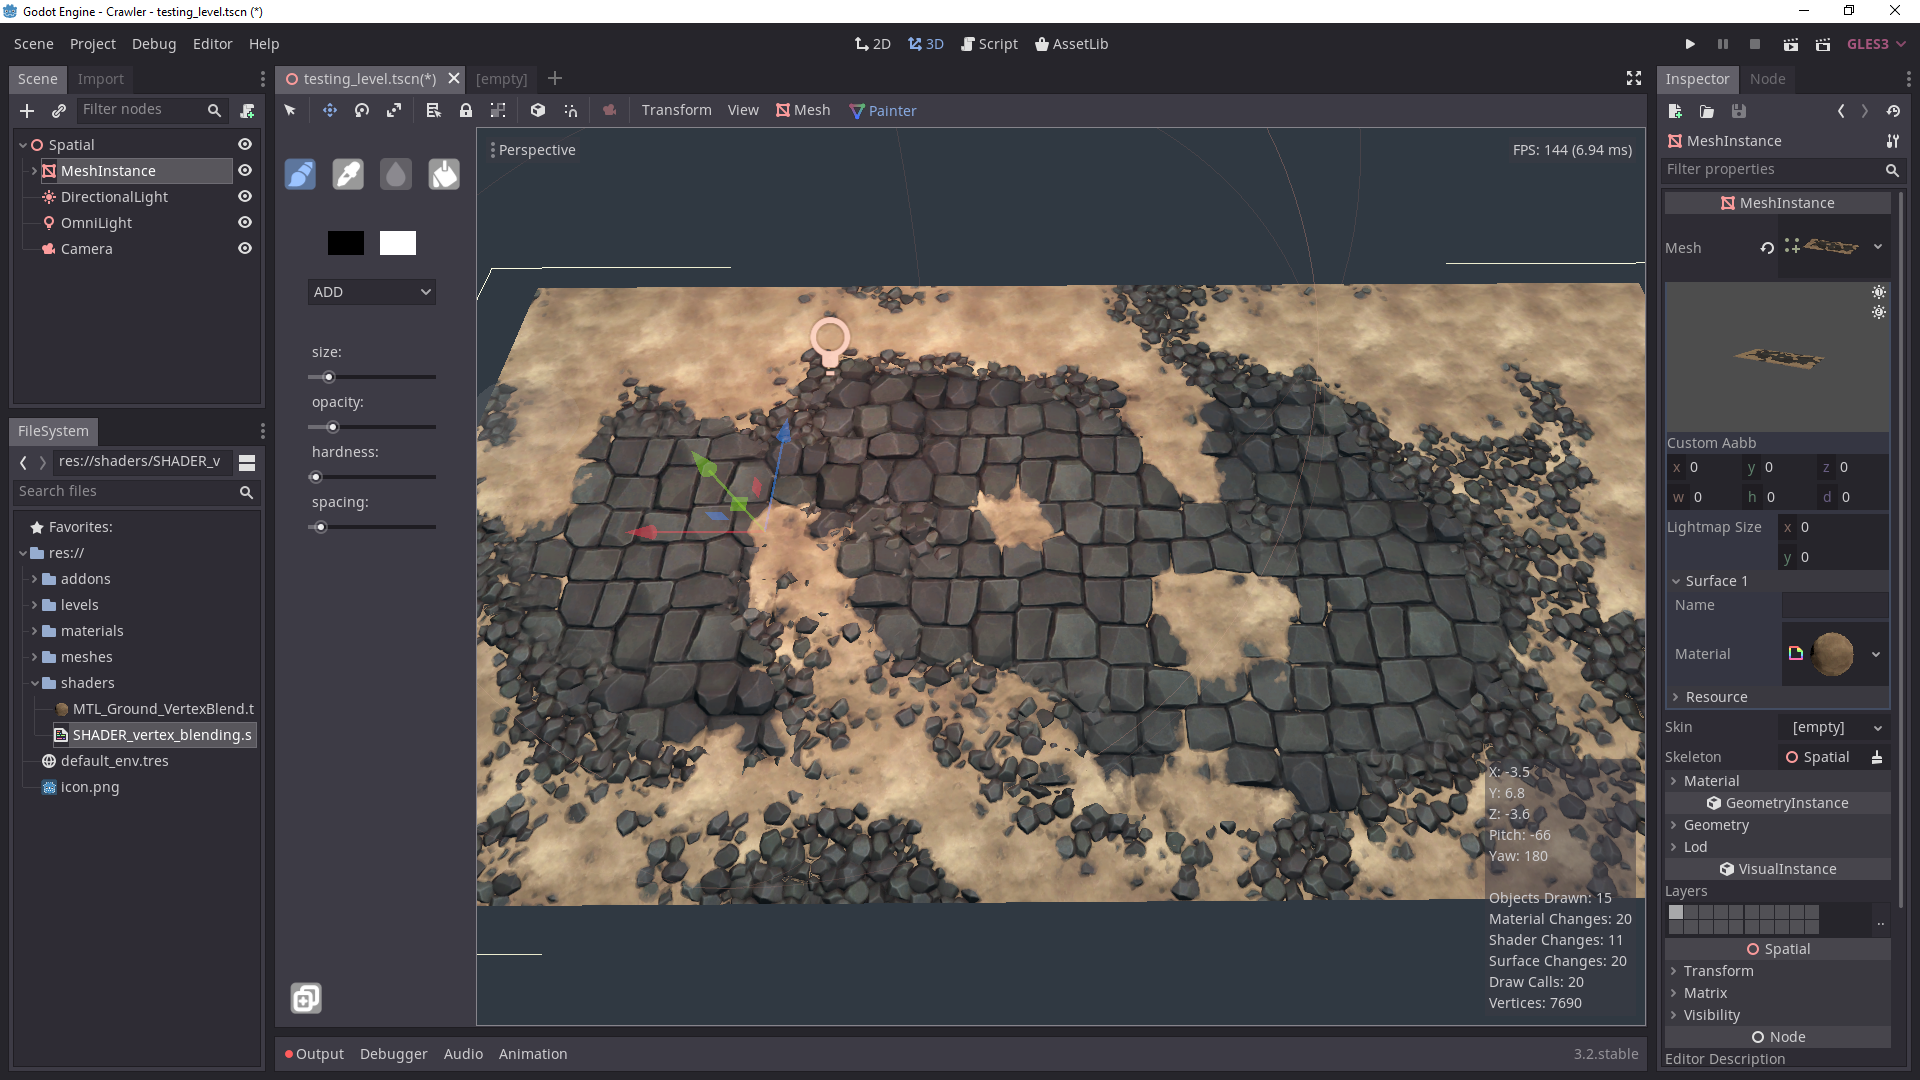 Godot Engine - Crawler - testing_level.tscn (*)
Scene Project Debug Editor Help
2D 3D Script AssetLib
GLES3
Scene Import
testing_level.tscn(*) [empty]
Inspector Node
Filter nodes
Transform View Mesh Painter
MeshInstance
Filter properties
Spatial
MeshInstance
DirectionalLight
OmniLight
Camera
Perspective
FPS: 144 (6.94 ms)
ADD
size:
opacity:
hardness:
spacing:
FileSystem
res://shaders/SHADER_v
Search files
Favorites:
res://
addons
levels
materials
meshes
shaders
MTL_Ground_VertexBlend.t
SHADER_vertex_blending.s
default_env.tres
icon.png
X: -3.5
Y: 6.8
Z: -3.6
Pitch: -66
Yaw: 180
Objects Drawn: 15
Material Changes: 20
Shader Changes: 11
Surface Changes: 20
Draw Calls: 20
Vertices: 7690
MeshInstance
Mesh
Custom Aabb
x 0 y 0 z 0
w 0 h 0 d 0
Lightmap Size x 0
y 0
Surface 1
Name
Material
Resource
Skin [empty]
Skeleton Spatial
Material
GeometryInstance
Geometry
Lod
VisualInstance
Layers
..
Spatial
Transform
Matrix
Visibility
Node
Editor Description
Output Debugger Audio Animation
3.2.stable